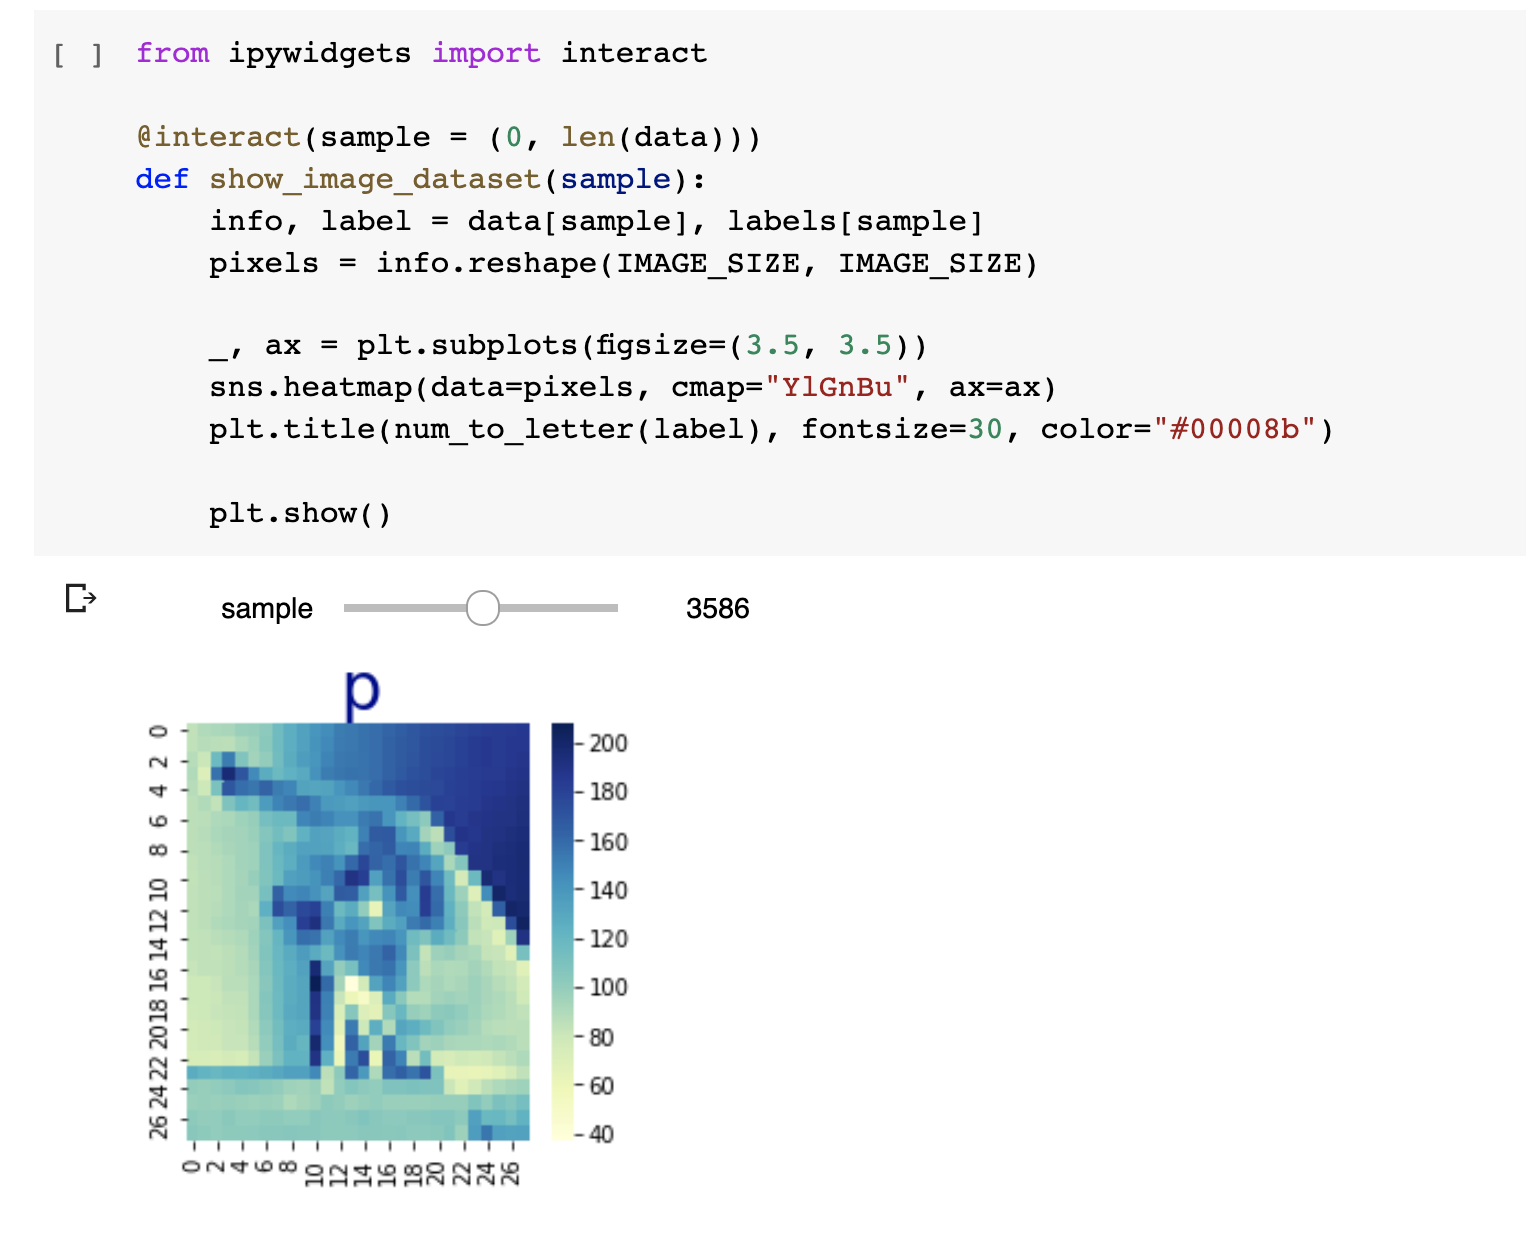 [ ] from ipywidgets import interact
@interact(sample = (0, len(data)))
def show_image_dataset(sample):
info, label = data[sample], labels[sample]
pixels = info.reshape(IMAGE_SIZE, IMAGE_SIZE)
_, ax = plt.subplots(figsize=(3.5, 3.5))
sns.heatmap(data=pixels, cmap="YlGnBu", ax=ax)
plt.title(num_to_letter(label), fontsize=30, color="#00008b")
plt.show()
sample 3586
p
0
2
4
6
8
10
12
14
16
18
20
22
24
26
200
180
160
140
120
100
80
60
40
0 2 4 6 8 10 12 14 16 18 20 22 24 26